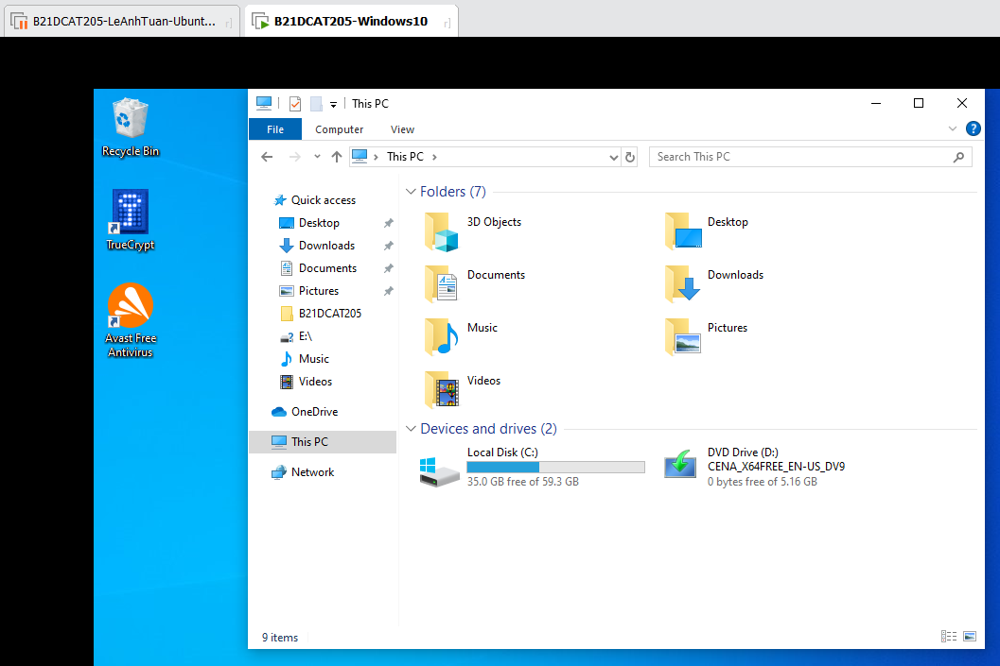 B21DCAT205-LeAnhTuan-Ubunt...
B21DCAT205-Windows10
Recycle Bin
TrueCrypt
Avast Free
Antivirus
This PC
File
Computer
View
This PC
Search This PC
Quick access
Desktop
Downloads
Documents
Pictures
B21DCAT205
E:\
Music
Videos
OneDrive
This PC
Network
Folders (7)
3D Objects
Desktop
Documents
Downloads
Music
Pictures
Videos
Devices and drives (2)
Local Disk (C:)
35.0 GB free of 59.3 GB
DVD Drive (D:)
CENA_X64FREE_EN-US_DV9
0 bytes free of 5.16 GB
9 items